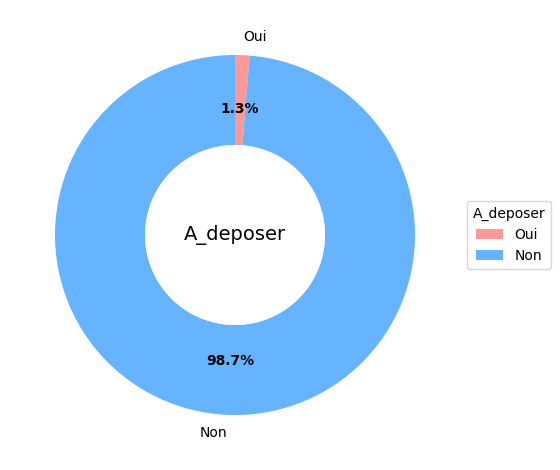 Oui
1.3%
A_deposer
98.7%
Non
A_deposer
Oui
Non